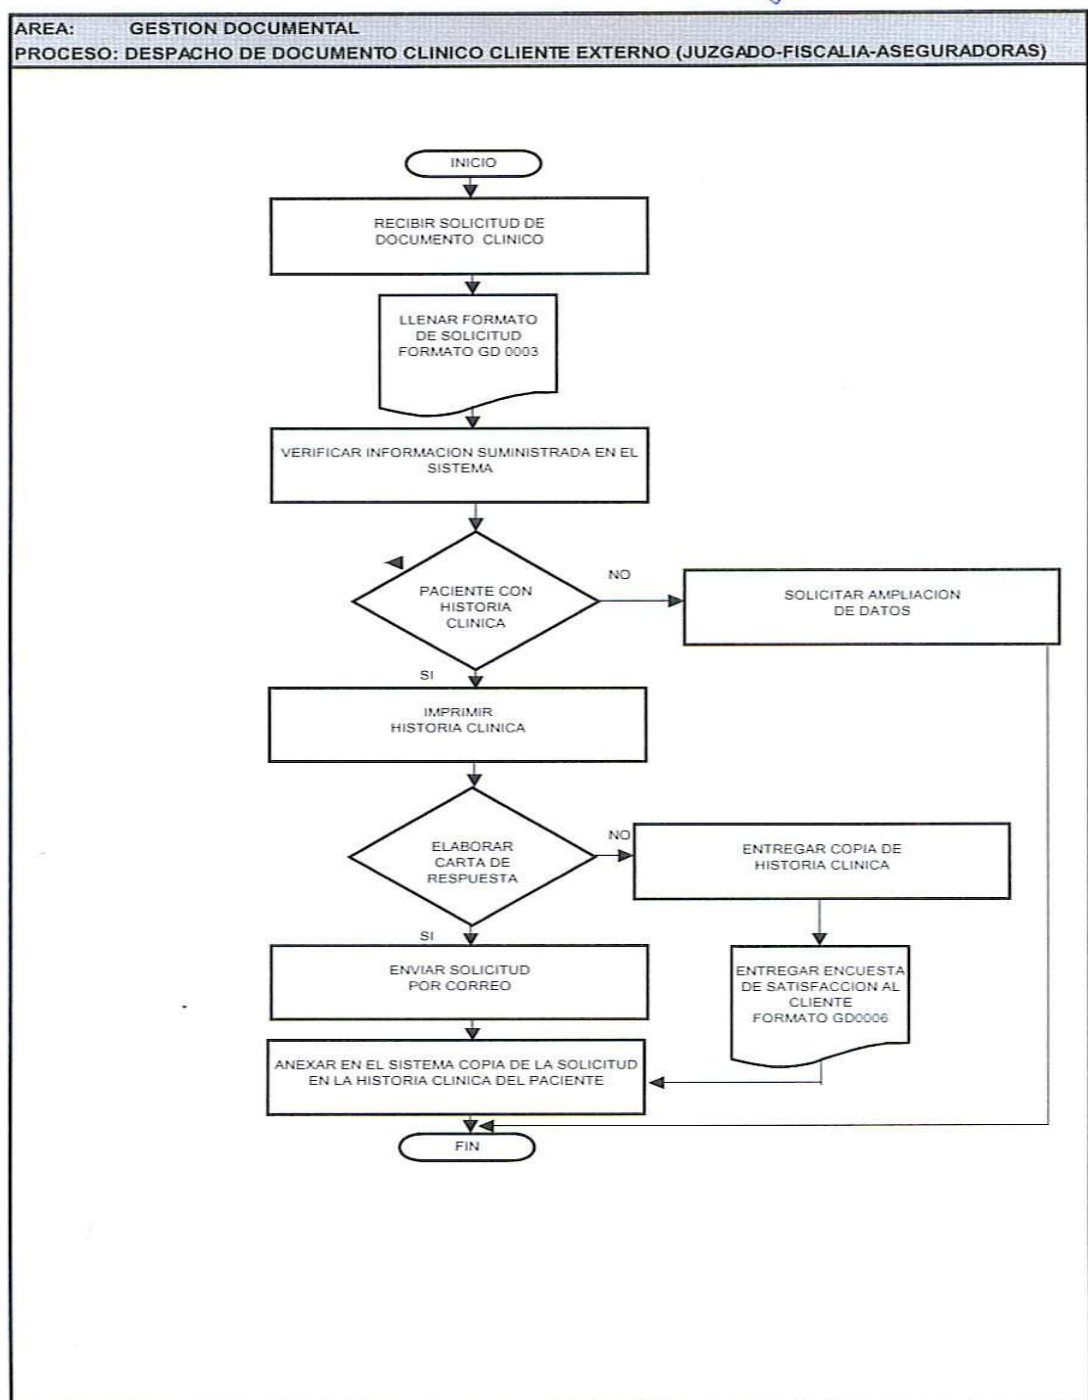 AREA: GESTION DOCUMENTAL
PROCESO: DESPACHO DE DOCUMENTO CLINICO CLIENTE EXTERNO (JUZGADO-FISCALIA-ASEGURADORAS)
INICIO
RECIBIR SOLICITUD DE
DOCUMENTO CLINICO
LLENAR FORMATO
DE SOLICITUD
FORMATO GD 0003
VERIFICAR INFORMACION SUMINISTRADA EN EL
SISTEMA
PACIENTE CON
HISTORIA
CLINICA
NO
SOLICITAR AMPLIACION
DE DATOS
SI
IMPRIMIR
HISTORIA CLINICA
ELABORAR
CARTA DE
RESPUESTA
NO
ENTREGAR COPIA DE
HISTORIA CLINICA
SI
ENVIAR SOLICITUD
POR CORREO
ENTREGAR ENCUESTA
DE SATISFACCION AL
CLIENTE
FORMATO GD0006
ANEXAR EN EL SISTEMA COPIA DE LA SOLICITUD
EN LA HISTORIA CLINICA DEL PACIENTE
FIN